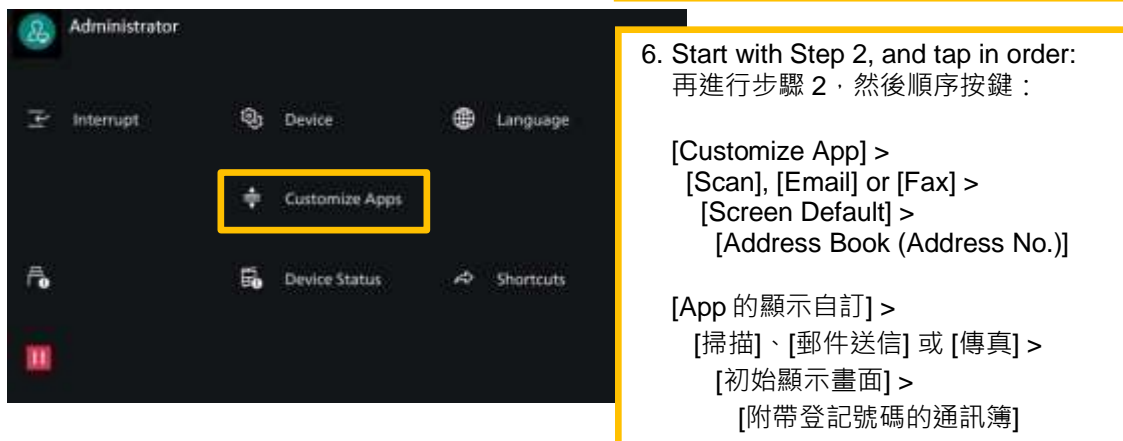 Administrator
Interrupt
Device
Language
Customize Apps
Device Status
Shortcuts
6. Start with Step 2, and tap in order:
再進行步驟 2，然後順序按鍵：
[Customize App] >
[Scan], [Email] or [Fax] >
[Screen Default] >
[Address Book (Address No.)]
[App 的顯示自訂] >
[掃描]、[郵件送信] 或 [傳真] >
[初始顯示畫面] >
[附帶登記號碼的通訊簿]